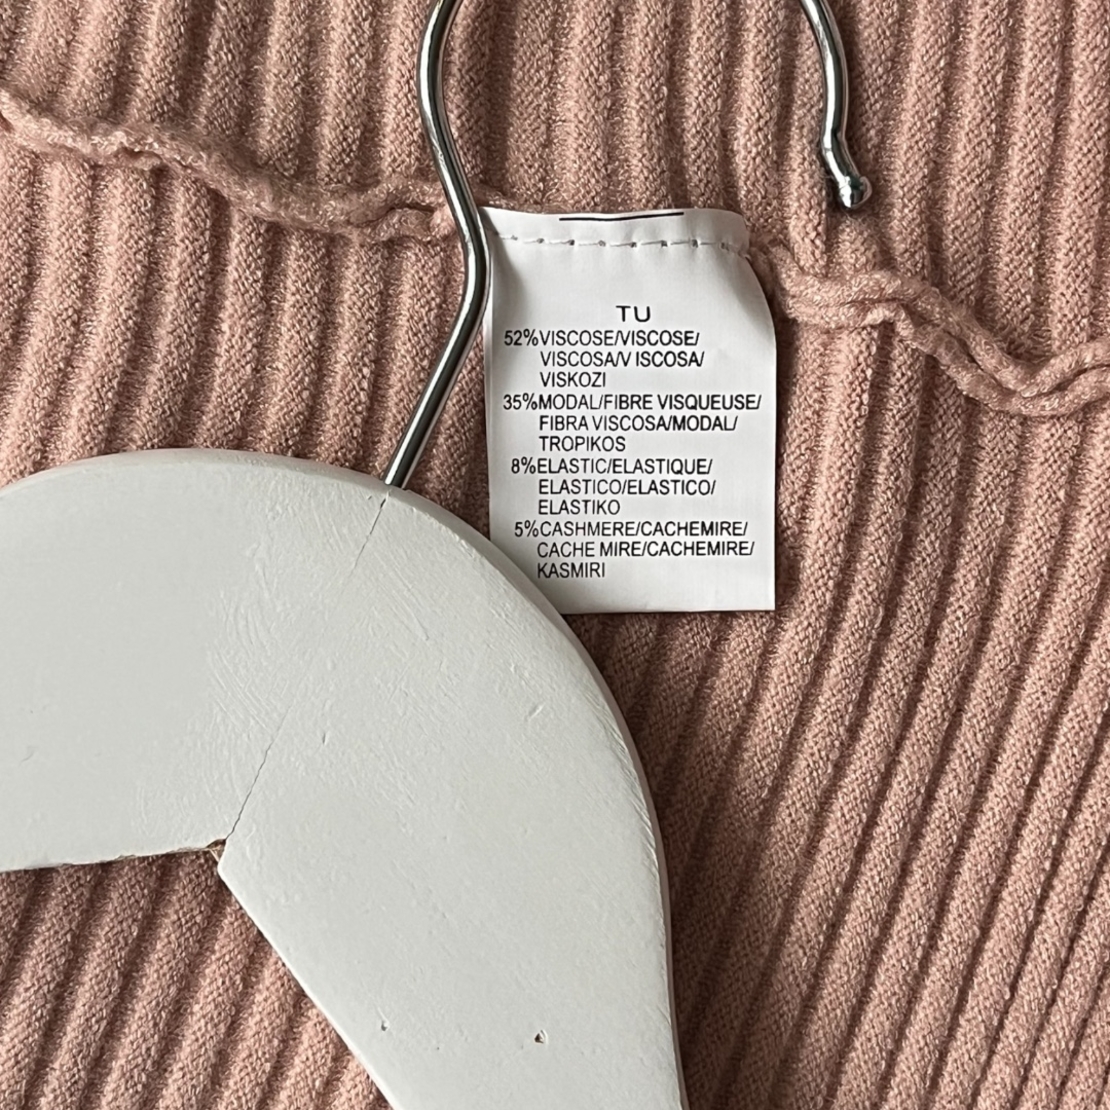 TU
52%VISCOSE/VISCOSE/
VISCOSA/V ISCOSA/
VISKOZI
35%MODAL/FIBRE VISQUEUSE/
FIBRA VISCOSA/MODAL/
TROPIKOS
8%ELASTIC/ELASTIQUE/
ELASTICO/ELASTICO/
ELASTIKO
5%CASHMERE/CACHEMIRE/
CACHE MIRE/CACHEMIRE/
KASMIRI